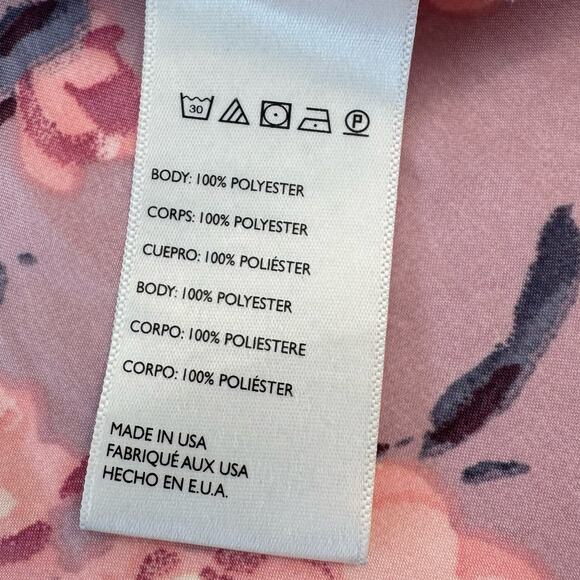 30 P
BODY: 100% POLYESTER
CORPS: 100% POLYESTER
CUEPRO: 100% POLIÉSTER
BODY: 100% POLYESTER
CORPO: 100% POLIESTERE
CORPO: 100% POLIÉSTER
MADE IN USA
FABRIQUÉ AUX USA
HECHO EN E.U.A.